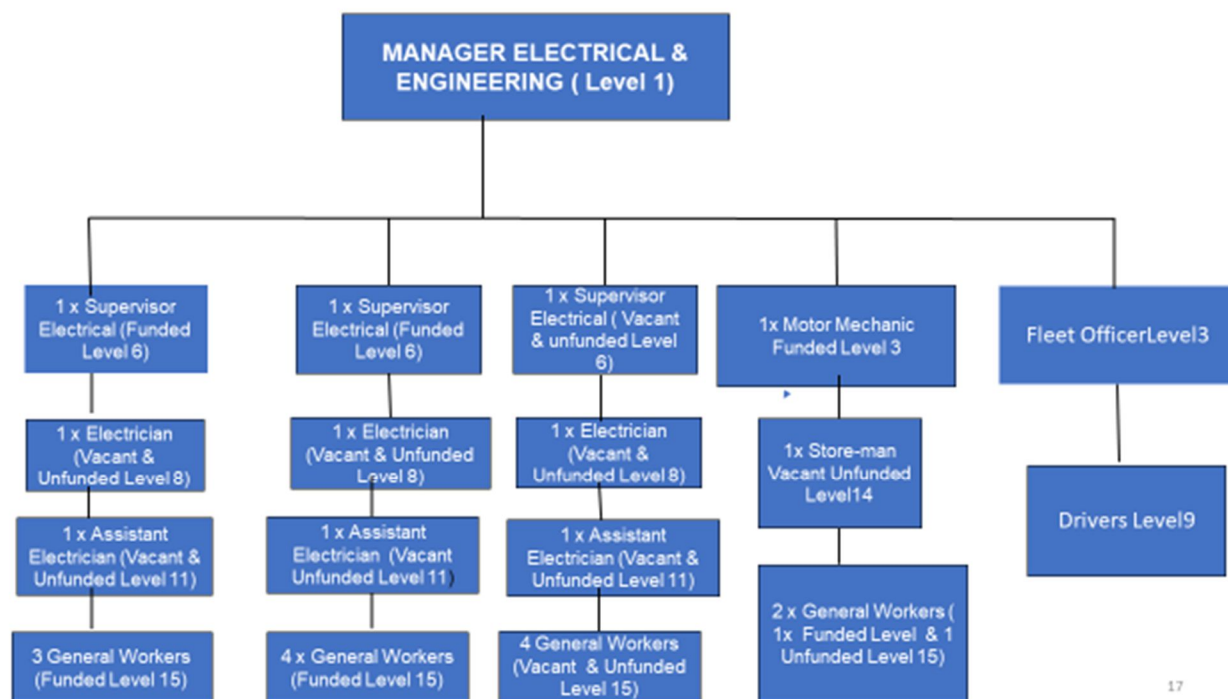 MANAGER ELECTRICAL &
ENGINEERING ( Level 1)
1 x Supervisor
Electrical (Funded
Level 6)
1 x Supervisor
Electrical (Funded
Level 6)
1 x Supervisor
Electrical ( Vacant
& unfunded Level
6)
1x Motor Mechanic
Funded Level 3
Fleet OfficerLevel3
1 x Electrician
(Vacant &
Unfunded Level 8)
1 x Electrician
(Vacant & Unfunded
Level 8)
1 x Electrician
(Vacant &
Unfunded Level 8)
1x Store-man
Vacant Unfunded
Level14
Drivers Level9
1 x Assistant
Electrician (Vacant &
Unfunded Level 11)
1 x Assistant
Electrician (Vacant
Unfunded Level 11)
1 x Assistant
Electrician (Vacant &
Unfunded Level 11)
3 General Workers
(Funded Level 15)
4 x General Workers
(Funded Level 15)
4 General Workers
(Vacant & Unfunded
Level 15)
2 x General Workers (
1x Funded Level & 1
Unfunded Level 15)
17